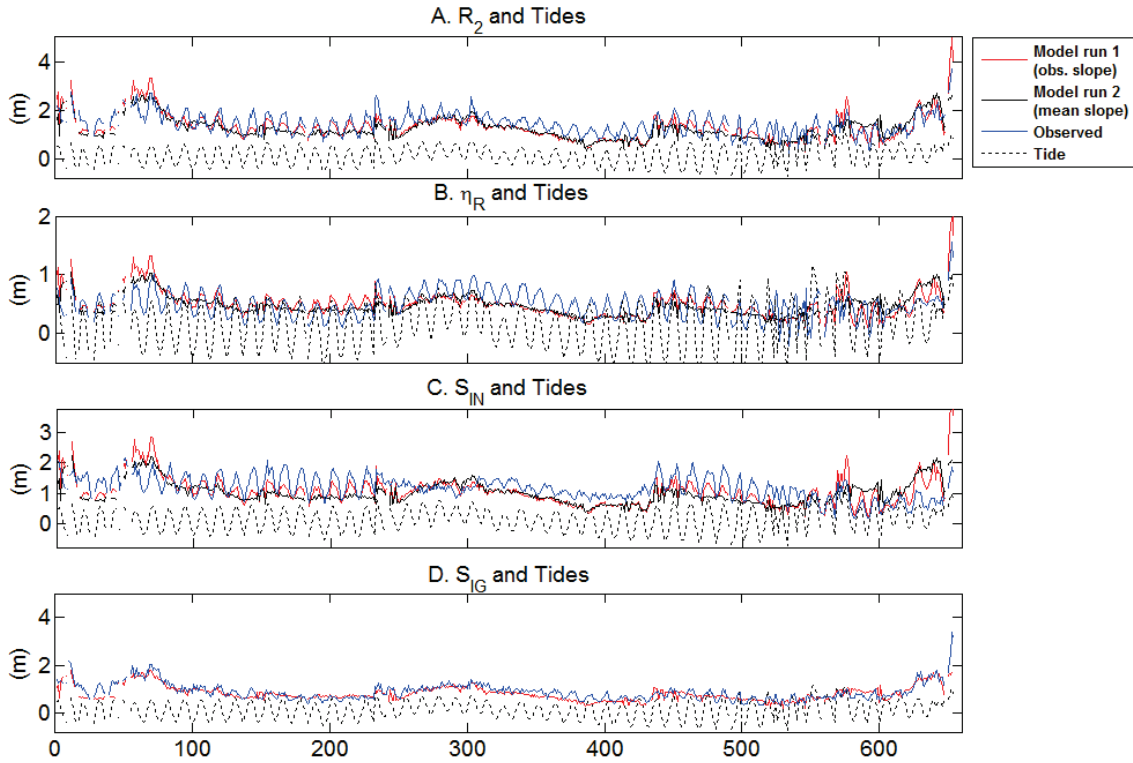 A. R2 and Tides
4
2
0
(m)
Model run 1
(obs. slope)
Model run 2
(mean slope)
Observed
Tide
B. ηR and Tides
2
1
0
(m)
C. SIN and Tides
3
2
1
0
(m)
D. SIG and Tides
4
2
0
(m)
0 100 200 300 400 500 600